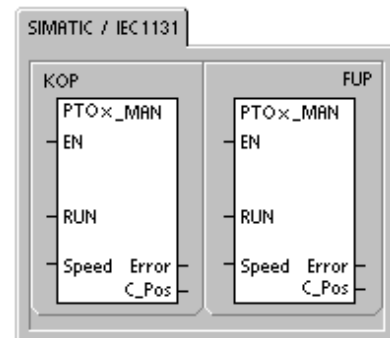 SIMATIC / IEC1131
KOP
PTOx_MAN
EN
RUN
Speed Error
C_Pos
FUP
PTOx_MAN
EN
RUN
Speed Error
C_Pos